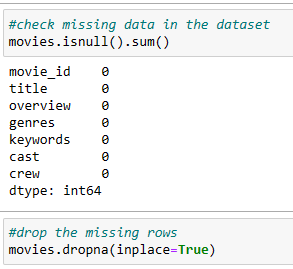 #check missing data in the dataset
movies.isnull().sum()
movie_id 0
title 0
overview 0
genres 0
keywords 0
cast 0
crew 0
dtype: int64
#drop the missing rows
movies.dropna(inplace=True)